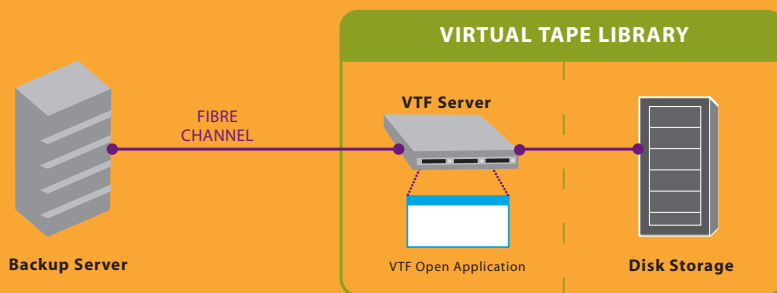 VIRTUAL TAPE LIBRARY
VTF Server
FIBRE
CHANNEL
Backup Server
VTF Open Application
Disk Storage